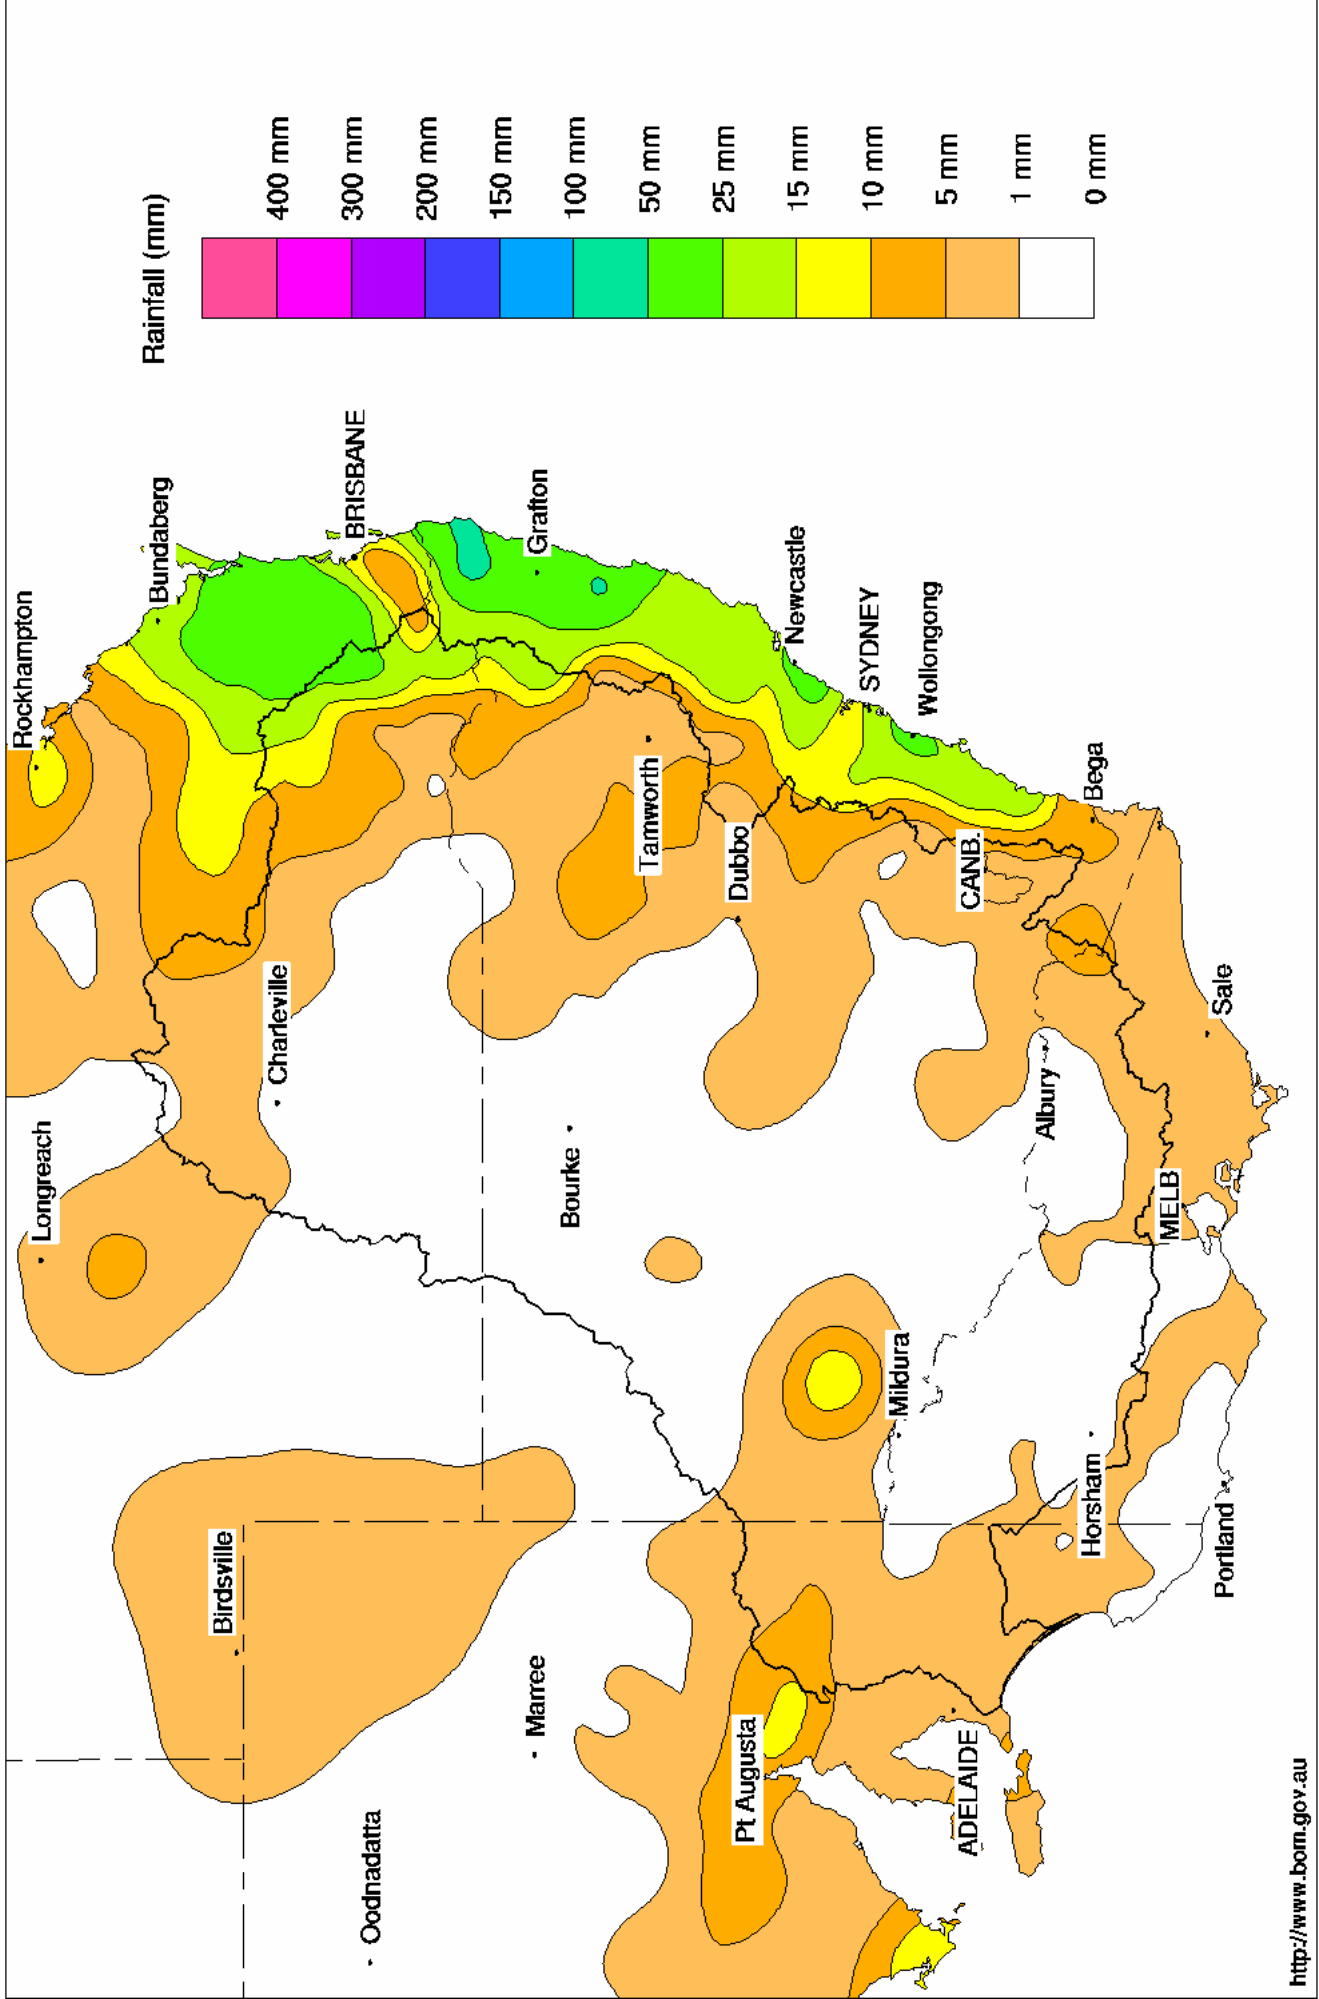 Rainfall (mm)
400 mm
300 mm
200 mm
150 mm
100 mm
50 mm
25 mm
15 mm
10 mm
5 mm
1 mm
0 mm
Rockhampton
Bundaberg
BRISBANE
Grafton
Newcastle
SYDNEY
Wollongong
Bega
Tamworth
Dubbo
CANB.
Charleville
Sale
Longreach
Albury
Bourke
MELB
Mildura
Birdsville
Horsham
Portland
Marree
Pt Augusta
ADELAIDE
Oodnadatta
http://www.bom.gov.au